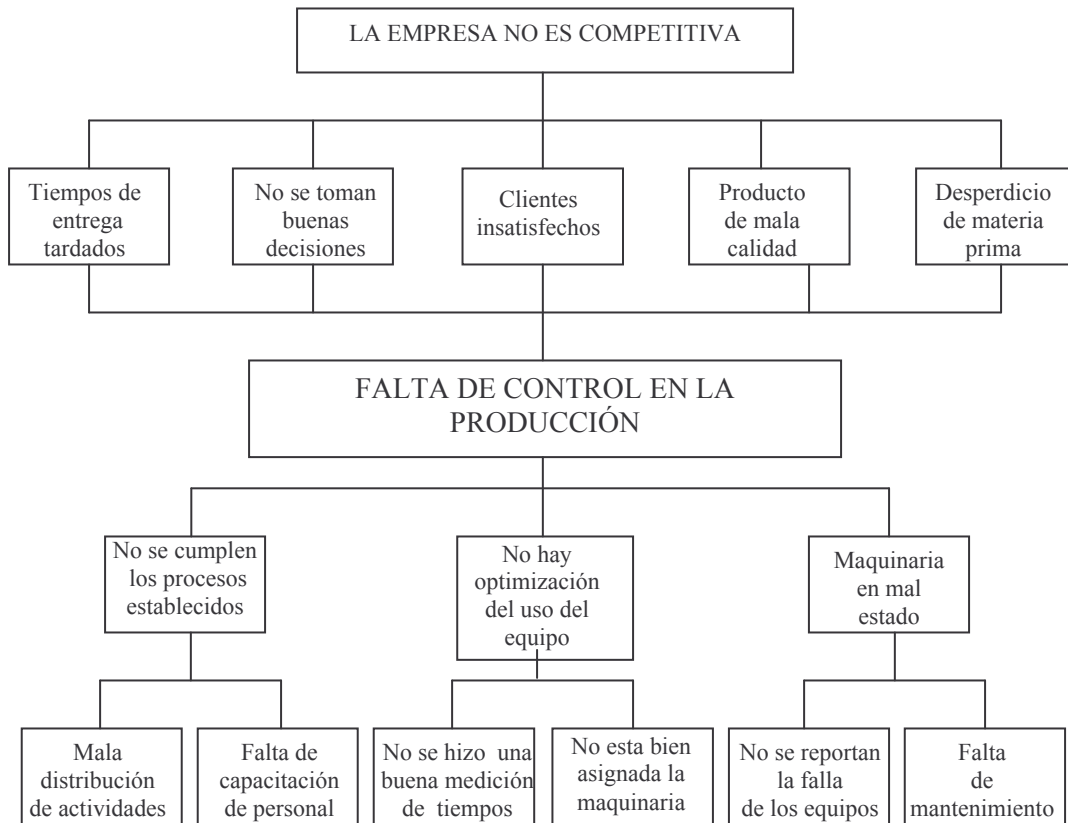 LA EMPRESA NO ES COMPETITIVA
Tiempos de
entrega
tardados
No se toman
buenas
decisiones
Clientes
insatisfechos
Producto
de mala
calidad
Desperdicio
de materia
prima
FALTA DE CONTROL EN LA
PRODUCCIÓN
No se cumplen
los procesos
establecidos
No hay
optimización
del uso del
equipo
Maquinaria
en mal
estado
Mala
distribución
de actividades
Falta de
capacitación
de personal
No se hizo una
buena medición
de tiempos
No esta bien
asignada la
maquinaria
No se reportan
la falla
de los equipos
Falta
de
mantenimiento